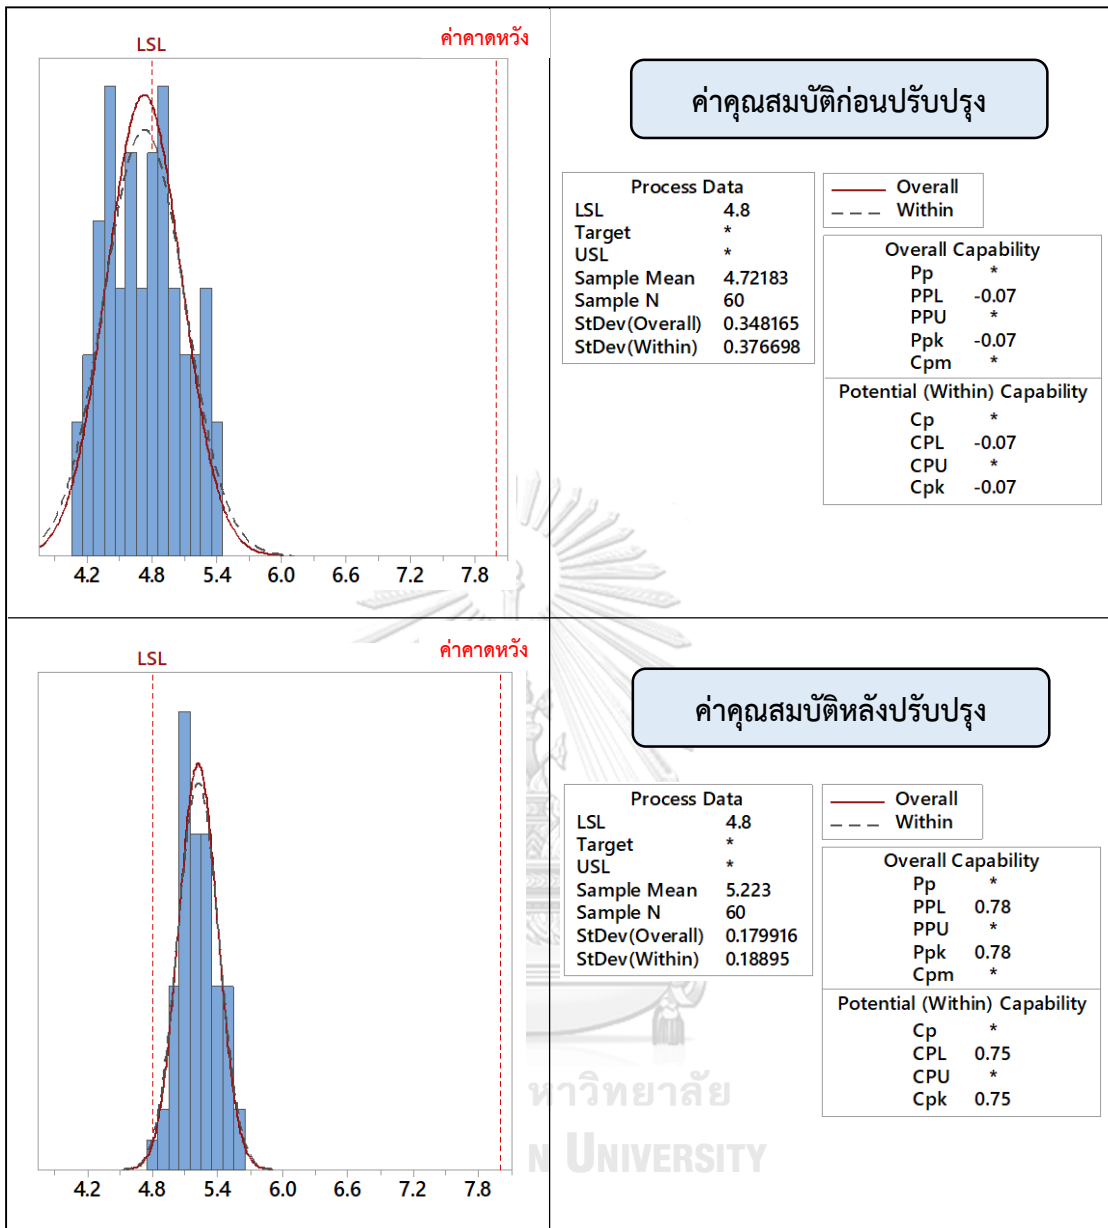 LSL
ค่าคาดหวัง
4.2 4.8 5.4 6.0 6.6 7.2 7.8
ค่าคุณสมบัติก่อนปรับปรุง
Process Data
LSL 4.8
Target *
USL *
Sample Mean 4.72183
Sample N 60
StDev(Overall) 0.348165
StDev(Within) 0.376698
Overall
Within
Overall Capability
Pp *
PPL -0.07
PPU *
Ppk -0.07
Cpm *
Potential (Within) Capability
Cp *
CPL -0.07
CPU *
Cpk -0.07
LSL
ค่าคาดหวัง
4.2 4.8 5.4 6.0 6.6 7.2 7.8
ค่าคุณสมบัติหลังปรับปรุง
Process Data
LSL 4.8
Target *
USL *
Sample Mean 5.223
Sample N 60
StDev(Overall) 0.179916
StDev(Within) 0.18895
Overall
Within
Overall Capability
Pp *
PPL 0.78
PPU *
Ppk 0.78
Cpm *
Potential (Within) Capability
Cp *
CPL 0.75
CPU *
Cpk 0.75
หาวิทยาลัย
N UNIVERSITY